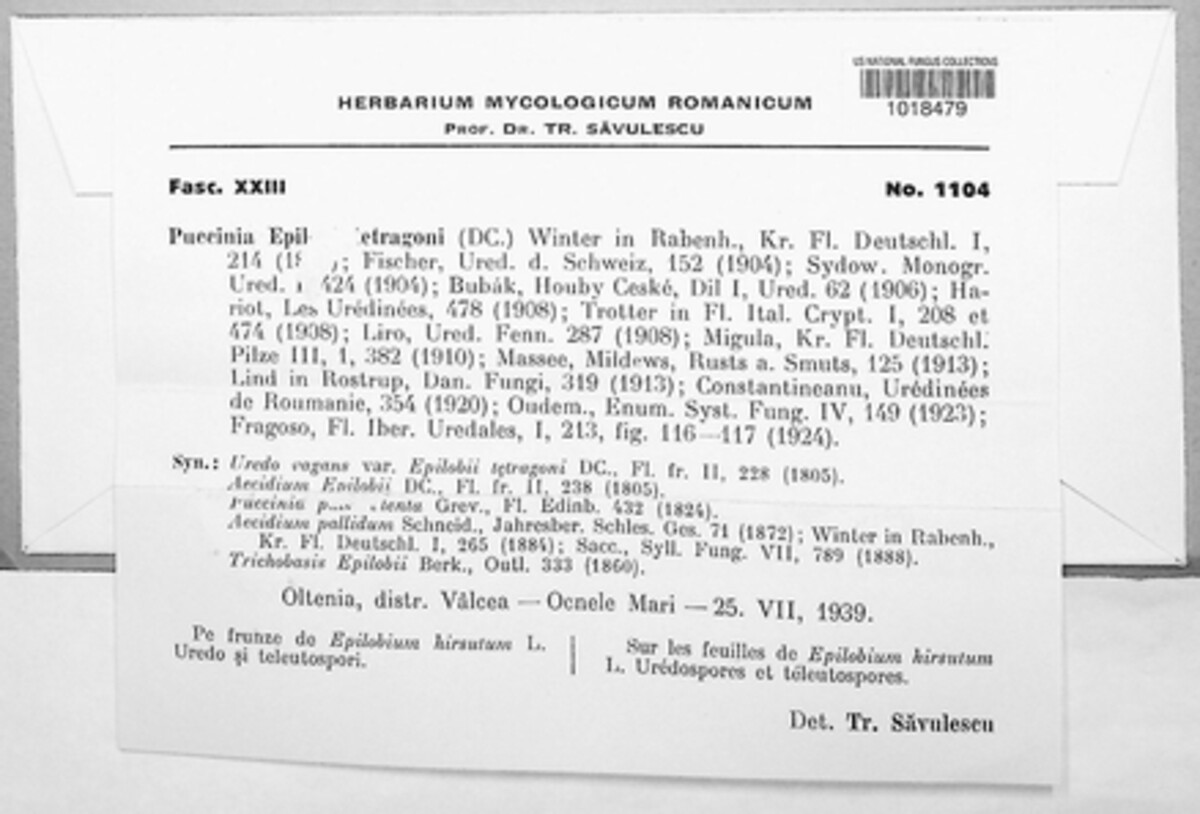 US NATIONAL FUNGUS COLLECTIONS
1018479
HERBARIUM MYCOLOGICUM ROMANICUM
PROF. DR. TR. SĂVULESCU
Fasc. XXIII No. 1104
Puccinia Epil etragoni (DC.) Winter in Rabenh., Kr. Fl. Deutschl. I,
214 (18 ); Fischer, Ured. d. Schweiz, 152 (1904); Sydow. Monogr.
Ured. 424 (1904); Bubák, Houby Ceské, Dil I, Ured. 62 (1906); Ha-
riot, Les Urédinées, 478 (1908); Trotter in Fl. Ital. Crypt. I, 208 et
474 (1908); Liro, Ured. Fenn. 287 (1908); Migula, Kr. Fl. Deutschl.
Pilze III, 1, 382 (1910); Massee, Mildews, Rusts a. Smuts, 125 (1913);
Lind in Rostrup, Dan. Fungi, 319 (1913); Constantineanu, Urédinées
de Roumanie, 354 (1920); Oudem., Enum. Syst. Fung. IV, 149 (1923);
Fragoso, Fl. Iber. Uredales, I, 213, fig. 116—117 (1924).
Syn.: Uredo vagans var. Epilobii tetragoni DC., Fl. fr. II, 228 (1805).
Aecidium Epilobii DC., Fl. fr. II, 238 (1805).
Puccinia Grev., Fl. Edinb. 432 (1824).
Aecidium pallidum Schneid., Jahresber. Schles. Ges. 71 (1872); Winter in Rabenh.,
Kr. Fl. Deutschl. I, 265 (1884); Sacc., Syll. Fung. VII, 789 (1888).
Trichobasis Epilobii Berk., Outl. 333 (1860).
Oltenia, distr. Vâlcea — Ocnele Mari — 25. VII, 1939.
Pe frunze de Epilobium hirsutum L.
Uredo și teleutospori.
Sur les feuilles de Epilobium hirsutum
L. Urédospores et téleutospores.
Det. Tr. Săvulescu